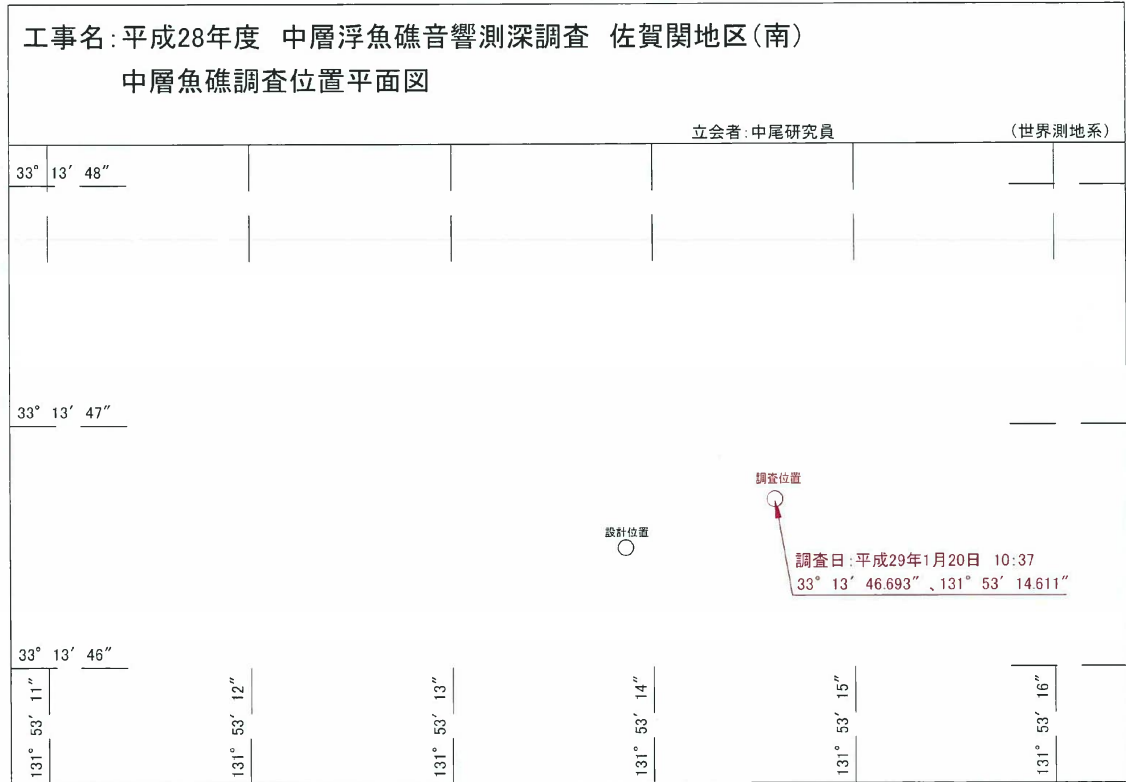 工事名:平成28年度 中層浮魚礁音響測深調査 佐賀関地区(南)
中層魚礁調査位置平面図
立会者:中尾研究員 (世界測地系)
33° 13′ 48″
33° 13′ 47″
調査位置
設計位置
調査日:平成29年1月20日 10:37
33° 13′ 46.693″、131° 53′ 14.611″
33° 13′ 46″
131° 53′ 11″
131° 53′ 12″
131° 53′ 13″
131° 53′ 14″
131° 53′ 15″
131° 53′ 16″